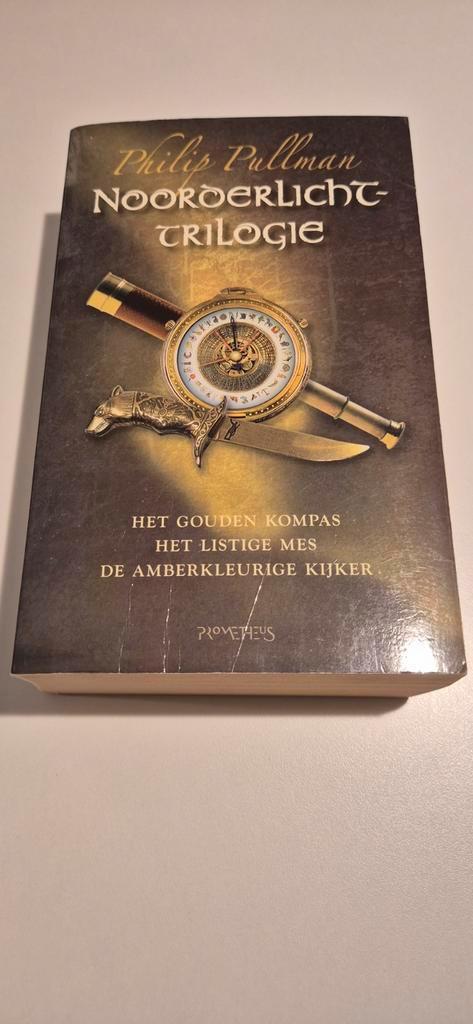 Philip Pullman
NOORDERLICHT-
TRILOGIE
HET GOUDEN KOMPAS
HET LISTIGE MES
DE AMBERKLEURIGE KIJKER
PROMETHEUS